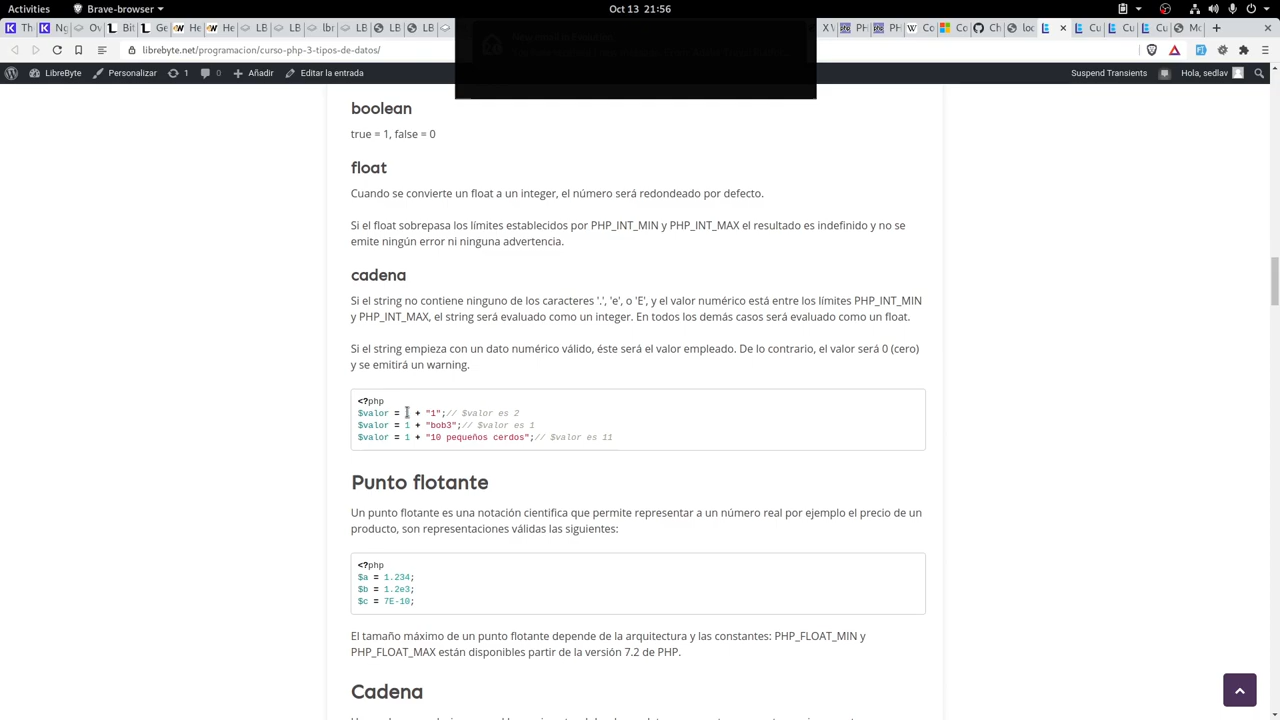 Activities
Brave-browser
Oct 13 21:56
librebyte.net/programacion/curso-php-3-tipos-de-datos/
LibreByte
Personalizar
1
0
Añadir
Editar la entrada
Suspend Transients
Hola, sedlav
boolean
true = 1, false = 0
float
Cuando se convierte un float a un integer, el número será redondeado por defecto.
Si el float sobrepasa los límites establecidos por PHP_INT_MIN y PHP_INT_MAX el resultado es indefinido y no se
emite ningún error ni ninguna advertencia.
cadena
Si el string no contiene ninguno de los caracteres '.', 'e', o 'E', y el valor numérico está entre los límites PHP_INT_MIN
y PHP_INT_MAX, el string será evaluado como un integer. En todos los demás casos será evaluado como un float.
Si el string empieza con un dato numérico válido, éste será el valor empleado. De lo contrario, el valor será 0 (cero)
y se emitirá un warning.
<?php
$valor = 1 + "1";// $valor es 2
$valor = 1 + "bob3";// $valor es 1
$valor = 1 + "10 pequeños cerdos";// $valor es 11
Punto flotante
Un punto flotante es una notación cientifica que permite representar a un número real por ejemplo el precio de un
producto, son representaciones válidas las siguientes:
<?php
$a = 1.234;
$b = 1.2e3;
$c = 7E-10;
El tamaño máximo de un punto flotante depende de la arquitectura y las constantes: PHP_FLOAT_MIN y
PHP_FLOAT_MAX están disponibles partir de la versión 7.2 de PHP.
Cadena